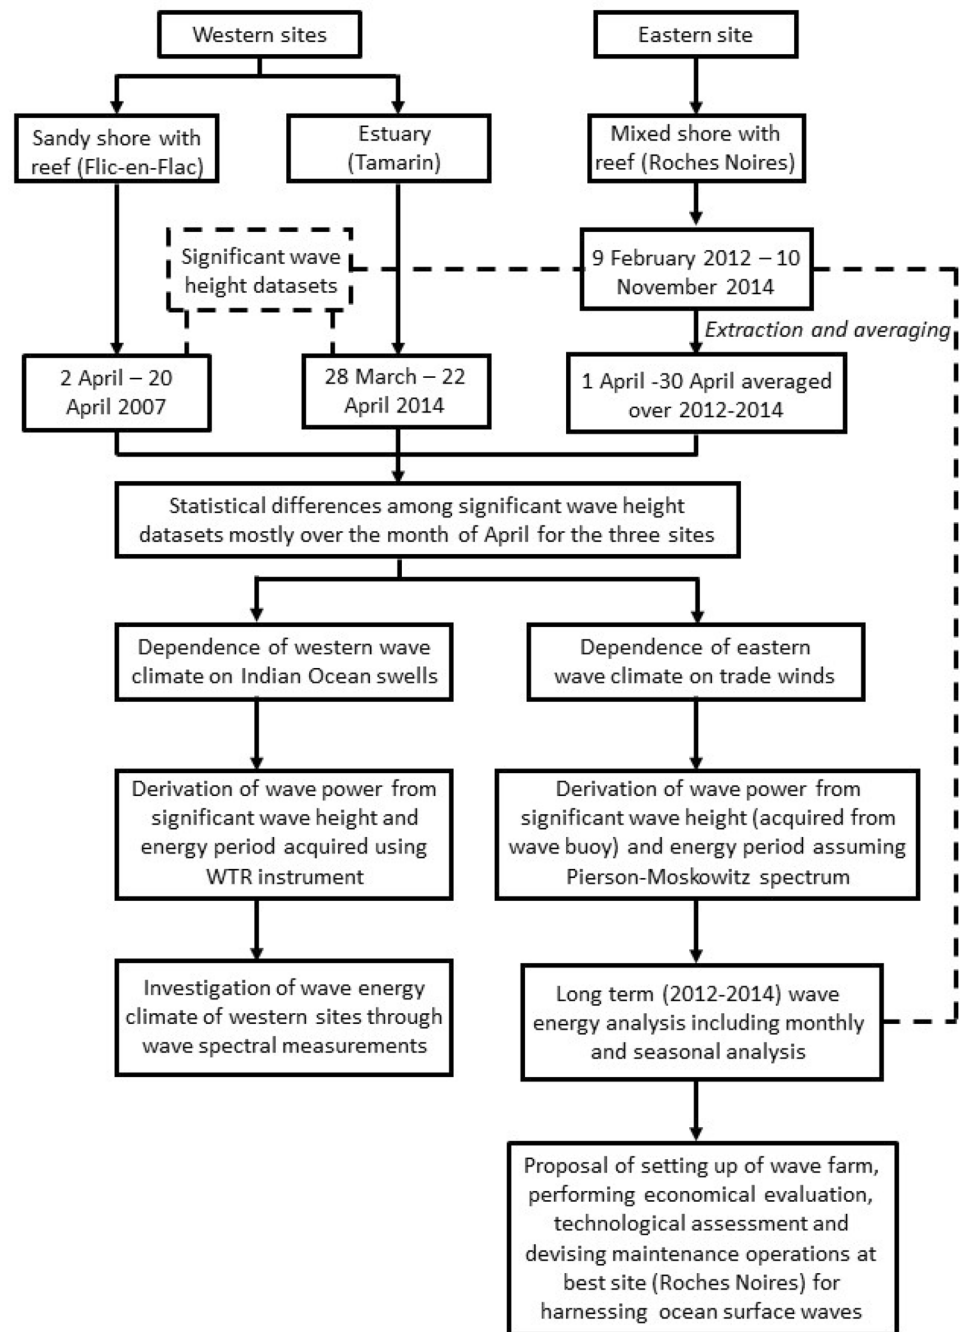 Western sites
Eastern site
Sandy shore with
reef (Flic-en-Flac)
Estuary
(Tamarin)
Mixed shore with
reef (Roches Noires)
Significant wave
height datasets
9 February 2012 – 10
November 2014
Extraction and averaging
2 April – 20
April 2007
28 March – 22
April 2014
1 April -30 April averaged
over 2012-2014
Statistical differences among significant wave height
datasets mostly over the month of April for the three sites
Dependence of western wave
climate on Indian Ocean swells
Dependence of eastern
wave climate on trade winds
Derivation of wave power from
significant wave height and
energy period acquired using
WTR instrument
Derivation of wave power from
significant wave height (acquired from
wave buoy) and energy period assuming
Pierson-Moskowitz spectrum
Investigation of wave energy
climate of western sites through
wave spectral measurements
Long term (2012-2014) wave
energy analysis including monthly
and seasonal analysis
Proposal of setting up of wave farm,
performing economical evaluation,
technological assessment and
devising maintenance operations at
best site (Roches Noires) for
harnessing ocean surface waves